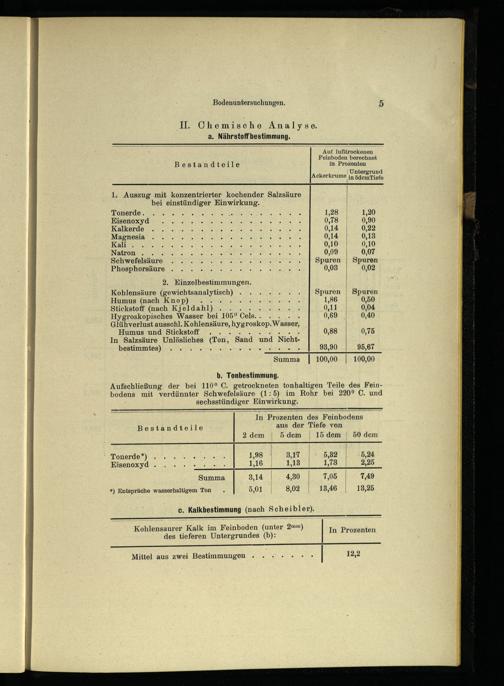 Bodenuntersuchungen. 5
II. Chemische Analyse.
a. Nährstoffbestimmung.
Bestandteile
Auf lufttrockenen
Feinboden berechnet
in Prozenten
Ackerkrume
Untergrund
in 5 dcm Tiefe
1. Auszug mit konzentrierter kochender Salzsäure
bei einstündiger Einwirkung.
Tonerde . . . . . . . . . . . . . . . . 1,28 1,20
Eisenoxyd . . . . . . . . . . . . . . . 0,78 0,90
Kalkerde . . . . . . . . . . . . . . . 0,14 0,22
Magnesia . . . . . . . . . . . . . . . 0,14 0,13
Kali . . . . . . . . . . . . . . . . . 0,10 0,10
Natron . . . . . . . . . . . . . . . . 0,09 0,07
Schwefelsäure . . . . . . . . . . . . . Spuren Spuren
Phosphorsäure . . . . . . . . . . . . . 0,03 0,02
2. Einzelbestimmungen.
Kohlensäure (gewichtsanalytisch) . . . . . . . Spuren Spuren
Humus (nach Knop) . . . . . . . . . . 1,86 0,50
Stickstoff (nach Kjeldahl) . . . . . . . . 0,11 0,04
Hygroskopisches Wasser bei 105° Cels. . . . . . 0,69 0,40
Glühverlust ausschl. Kohlensäure, hygroskop. Wasser,
Humus und Stickstoff . . . . . . . . . 0,88 0,75
In Salzsäure Unlösliches (Ton, Sand und Nicht-
bestimmtes) . . . . . . . . . . . . . 93,90 95,67
Summa 100,00 100,00
b. Tonbestimmung.
Aufschließung der bei 110° C. getrockneten tonhaltigen Teile des Fein-
bodens mit verdünnter Schwefelsäure (1 : 5) im Rohr bei 220° C. und
sechsstündiger Einwirkung.
Bestandteile
In Prozenten des Feinbodens
aus der Tiefe von
2 dcm 5 dcm 15 dcm 50 dcm
Tonerde*) . . . . . . . . 1,98 3,17 5,32 5,24
Eisenoxyd . . . . . . . . 1,16 1,13 1,73 2,25
Summa 3,14 4,30 7,05 7,49
*) Entspräche wasserhaltigem Ton . 5,01 8,02 13,46 13,25
c. Kalkbestimmung (nach Scheibler).
Kohlensaurer Kalk im Feinboden (unter 2mm)
des tieferen Untergrundes (b):
In Prozenten
Mittel aus zwei Bestimmungen . . . . . . . 12,2